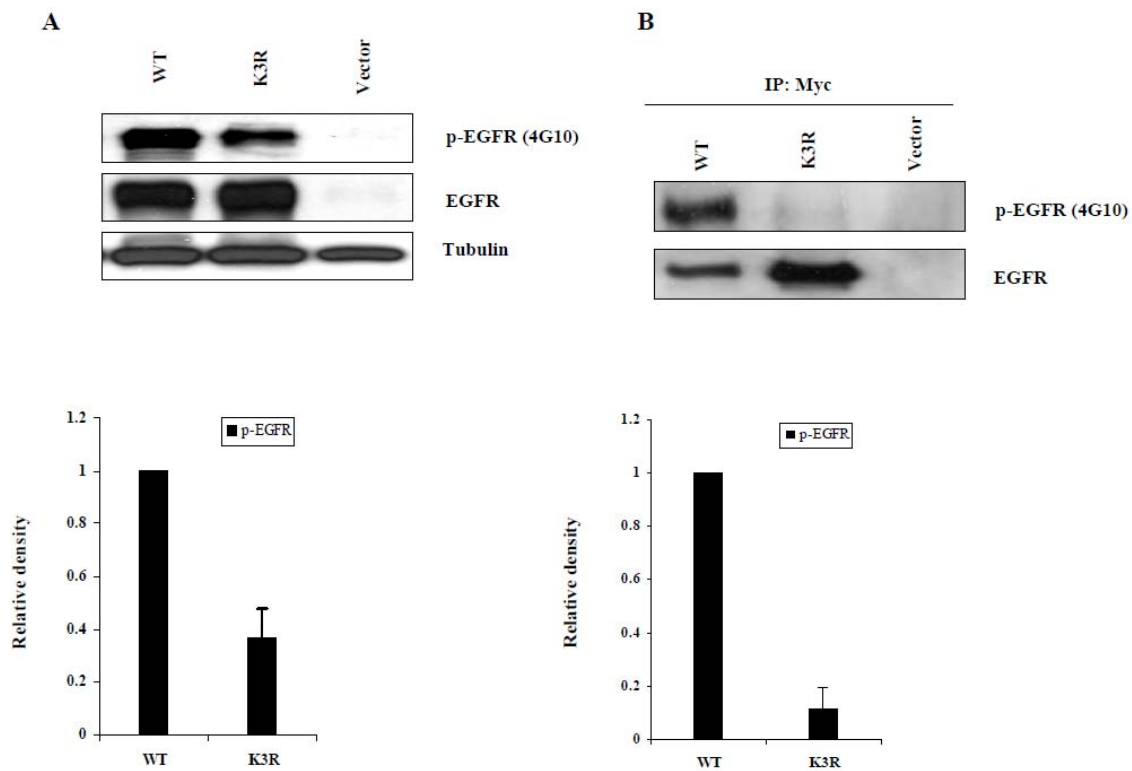 A
WT
K3R
Vector
p-EGFR (4G10)
EGFR
Tubulin
1.2
1
0.8
0.6
0.4
0.2
0
Relative density
p-EGFR
WT
K3R
B
IP: Myc
WT
K3R
Vector
p-EGFR (4G10)
EGFR
1.2
1
0.8
0.6
0.4
0.2
0
Relative density
p-EGFR
WT
K3R